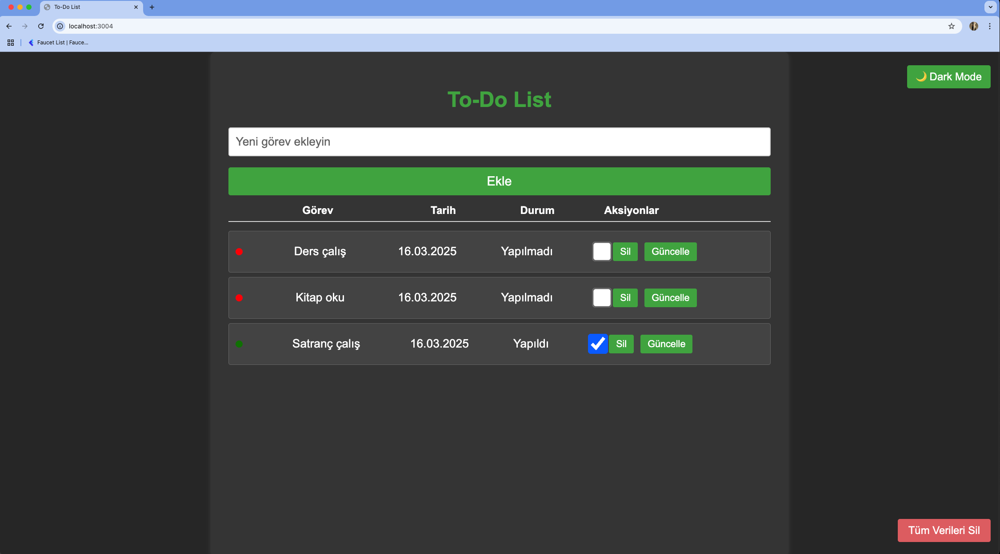 To-Do List
localhost:3004
Faucet List | Fauce...
🌙 Dark Mode
To-Do List
Yeni görev ekleyin
Ekle
Görev Tarih Durum Aksiyonlar
Ders çalış 16.03.2025 Yapılmadı Sil Güncelle
Kitap oku 16.03.2025 Yapılmadı Sil Güncelle
Satranç çalış 16.03.2025 Yapıldı Sil Güncelle
Tüm Verileri Sil